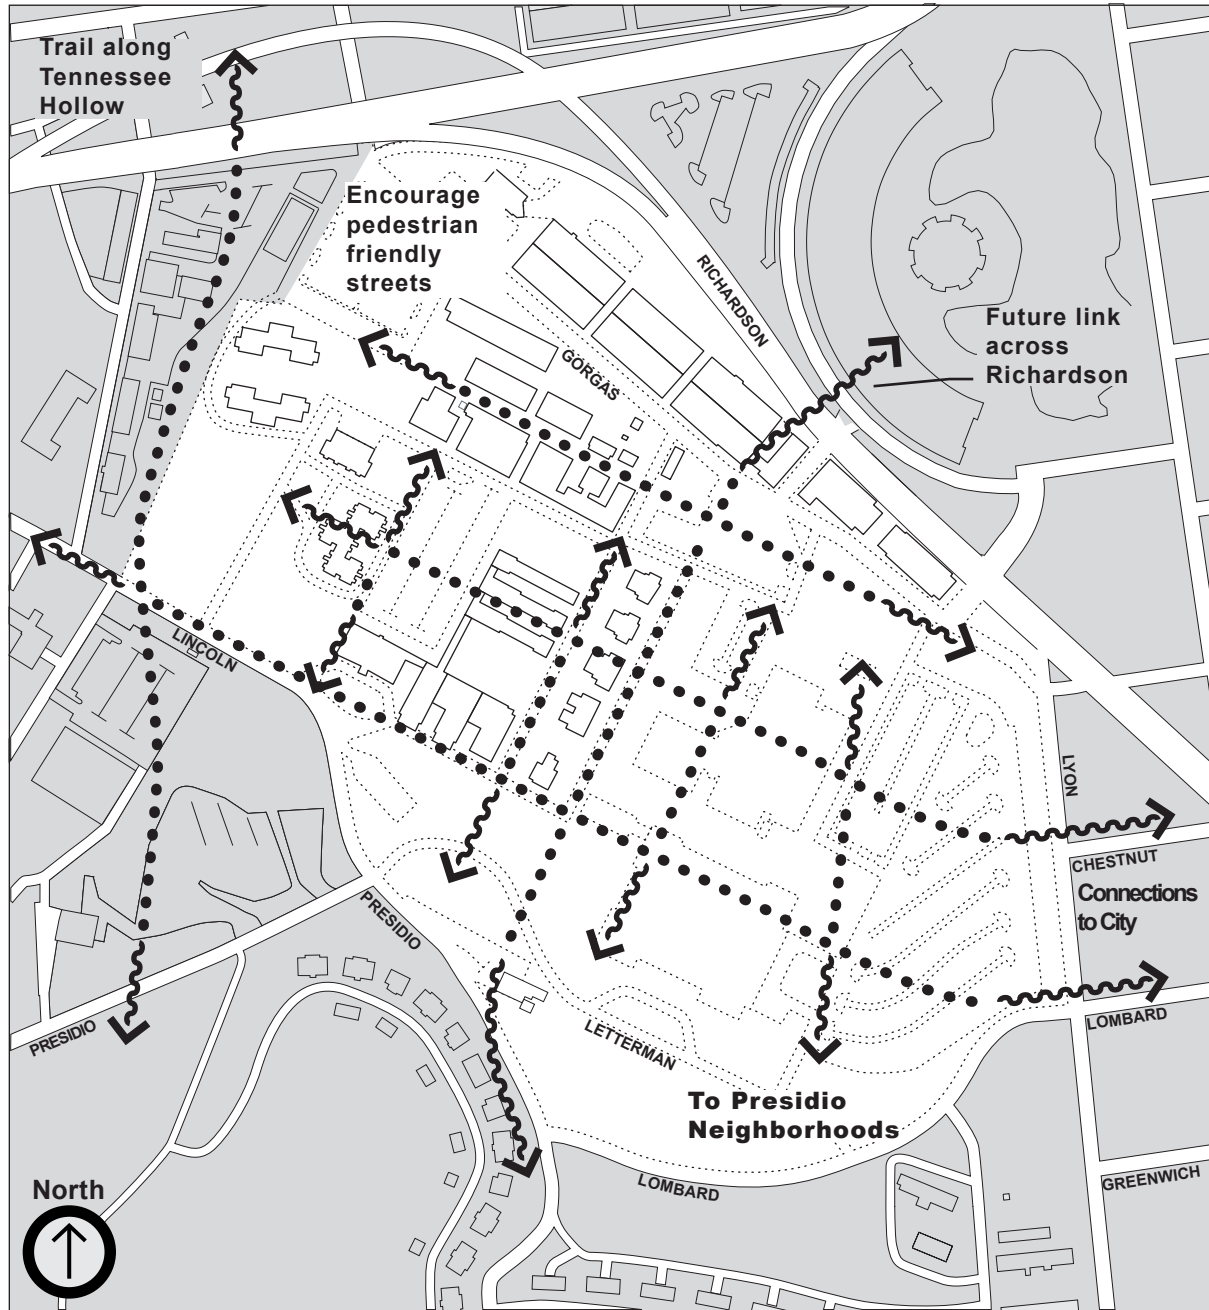 Trail along
Tennessee
Hollow
Encourage
pedestrian
friendly
streets
RICHARDSON
Future link
across
Richardson
GORGAS
LINCOLN
LYON
CHESTNUT
Connections
to City
PRESIDIO
LOMBARD
PRESIDIO
LETTERMAN
To Presidio
Neighborhoods
GREENWICH
LOMBARD
North